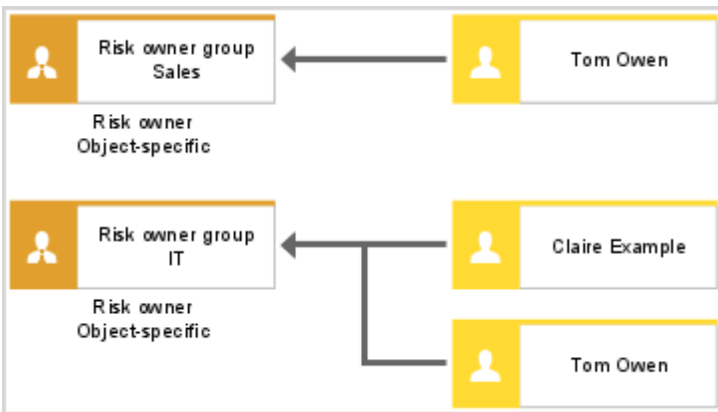 Risk owner group
Sales
Tom Owen
Risk owner
Object-specific
Risk owner group
IT
Claire Example
Risk owner
Object-specific
Tom Owen